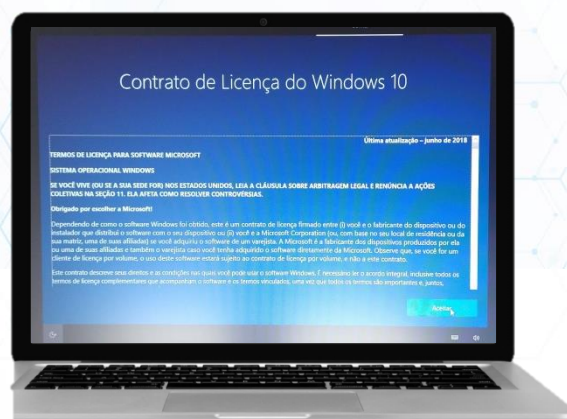 Contrato de Licença do Windows 10
Última atualização – junho de 2018
TERMOS DE LICENÇA PARA SOFTWARE MICROSOFT
SISTEMA OPERACIONAL WINDOWS
SE VOCÊ VIVE (OU SE A SUA SEDE FOR) NOS ESTADOS UNIDOS, LEIA A CLÁUSULA SOBRE ARBITRAGEM LEGAL E RENÚNCIA A AÇÕES
COLETIVAS NA SEÇÃO 11. ELA AFETA COMO RESOLVER CONTROVÉRSIAS.
Obrigado por escolher a Microsoft!
Dependendo de como o software Windows foi obtido, este é um contrato de licença firmado entre (i) você e o fabricante do dispositivo ou do
instalador que distribui o software com o seu dispositivo ou (ii) você e a Microsoft Corporation (ou, com base no seu local de residência ou da
sua matriz, uma de suas afiliadas) se você adquiriu o software de um varejista. A Microsoft é a fabricante dos dispositivos produzidos por ela
ou uma de suas afiliadas e também o varejista caso você tenha adquirido o software diretamente da Microsoft. Observe que, se você for um
cliente de licença por volume, o uso deste software estará sujeito ao contrato de licença por volume, e não a este contrato.
Este contrato descreve seus direitos e as condições nas quais você pode usar o software Windows. É necessário ler o acordo integral, inclusive todos os
termos de licença complementares que acompanham o software e os termos vinculados, uma vez que todos os termos são importantes e, juntos,
Aceitar